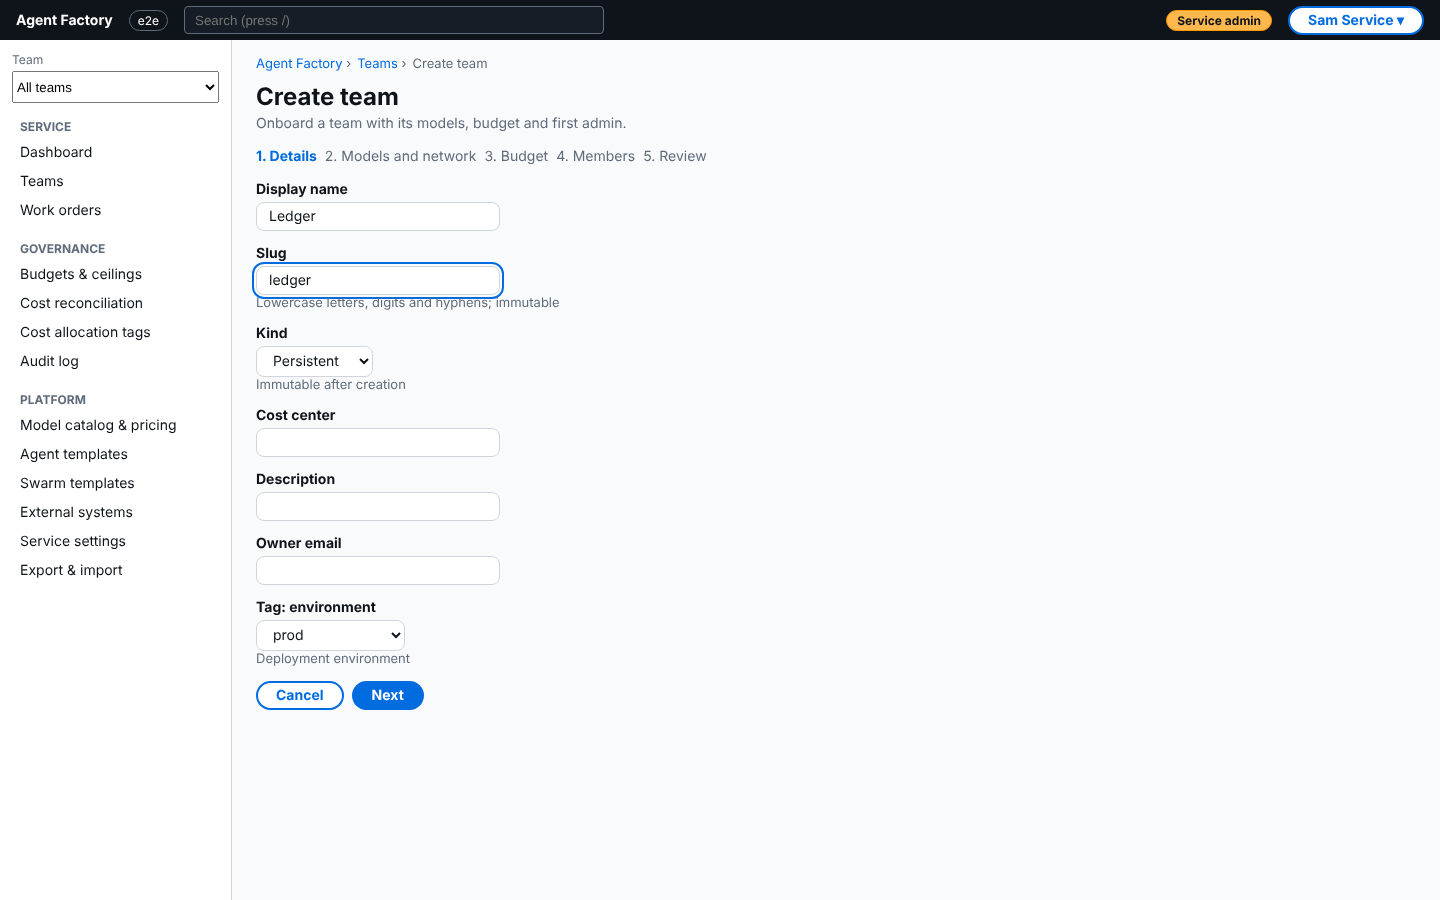 Agent Factory e2e Search (press /) Service admin Sam Service ▾
Team
All teams
SERVICE
Dashboard
Teams
Work orders
GOVERNANCE
Budgets & ceilings
Cost reconciliation
Cost allocation tags
Audit log
PLATFORM
Model catalog & pricing
Agent templates
Swarm templates
External systems
Service settings
Export & import
Agent Factory › Teams › Create team
Create team
Onboard a team with its models, budget and first admin.
1. Details 2. Models and network 3. Budget 4. Members 5. Review
Display name
Ledger
Slug
ledger
Lowercase letters, digits and hyphens; immutable
Kind
Persistent
Immutable after creation
Cost center
Description
Owner email
Tag: environment
prod
Deployment environment
Cancel Next